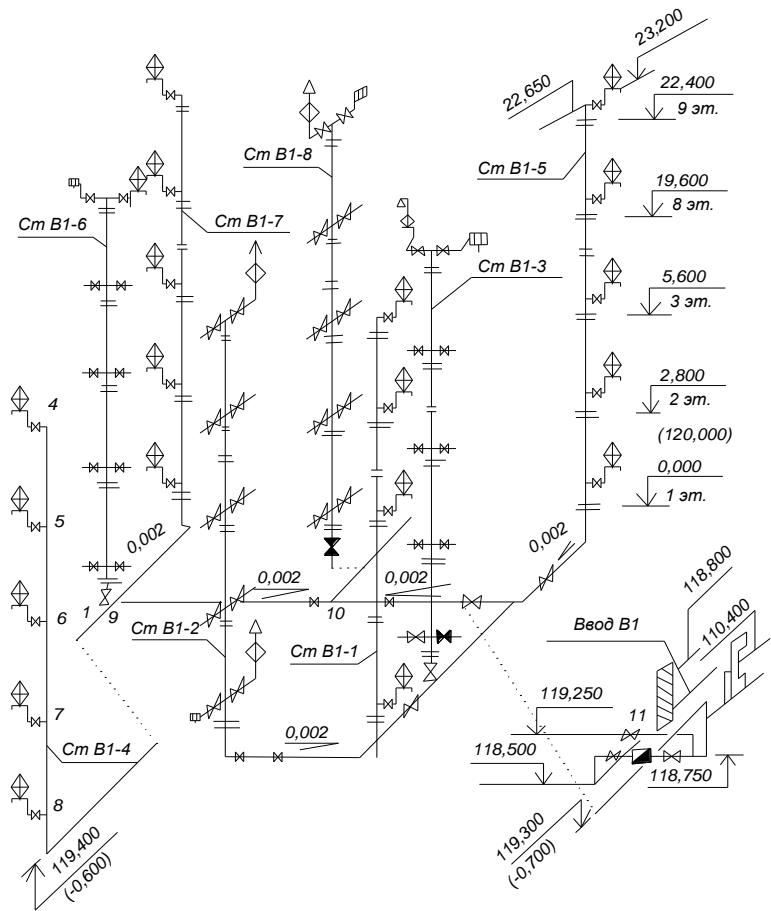 23,200
22,650
22,400
9 эт.
Ст В1-8
Ст В1-5
19,600
8 эт.
Ст В1-6
Ст В1-7
Ст В1-3
5,600
3 эт.
2,800
2 эт.
4
(120,000)
0,000
1 эт.
5
0,002
0,002
118,800
0,002
0,002
110,400
6
1
9
10
Ввод В1
Ст В1-2
Ст В1-1
119,250
11
7
Ст В1-4
0,002
118,500
118,750
8
119,400
(-0,600)
119,300
(-0,700)